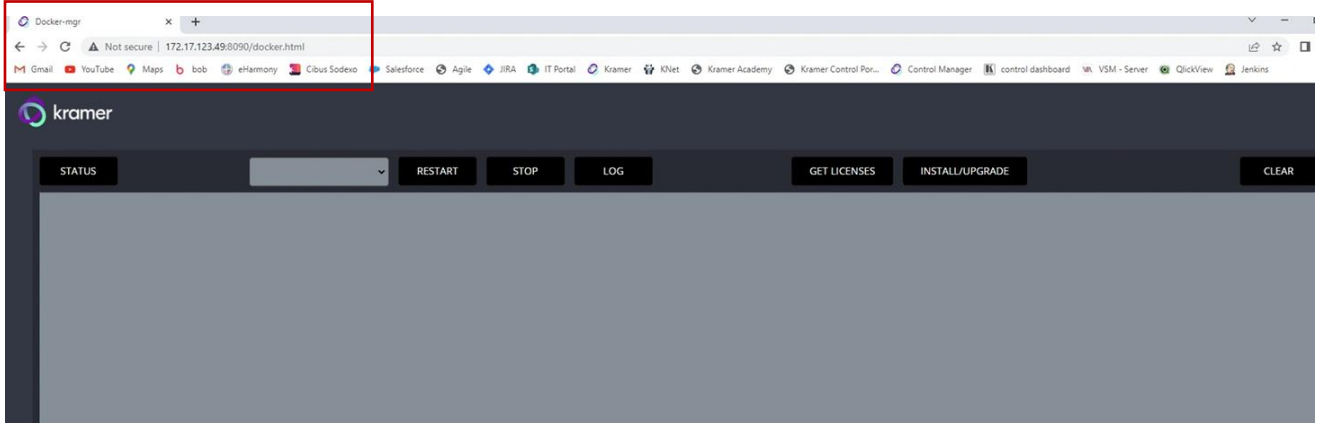 Docker-mgr
Not secure | 172.17.123.49:8090/docker.html
Gmail YouTube Maps bob eHarmony Cibus Sodexo Salesforce Agile JIRA IT Portal Kramer KNet Kramer Academy Kramer Control Por... Control Manager control dashboard VSM - Server QlickView Jenkins
kramer
STATUS RESTART STOP LOG GET LICENSES INSTALL/UPGRADE CLEAR